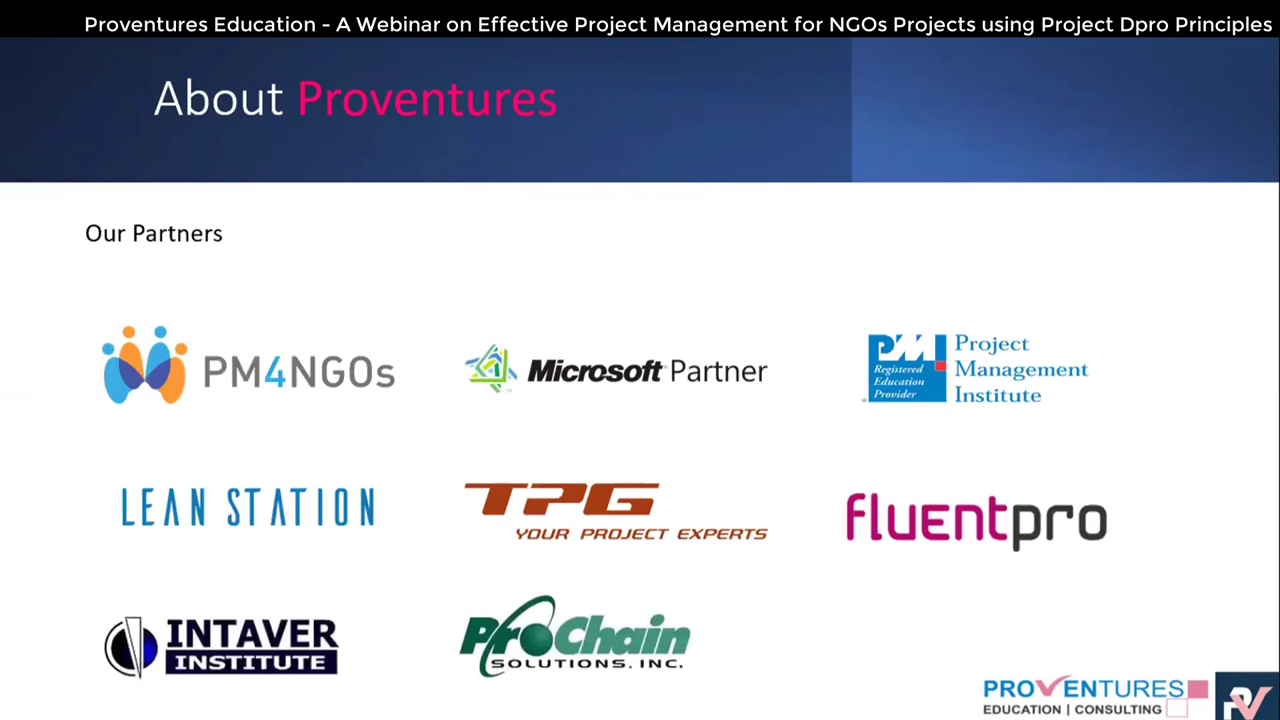 Proventures Education - A Webinar on Effective Project Management for NGOs Projects using Project Dpro Principles
About Proventures
Our Partners
PM4NGOs
Microsoft Partner
PMI
Registered
Education
Provider
Project
Management
Institute
LEAN STATION
TPG
YOUR PROJECT EXPERTS
fluentpro
INTAVER
INSTITUTE
ProChain
SOLUTIONS, INC.
PROVENTURES
EDUCATION | CONSULTING
PV